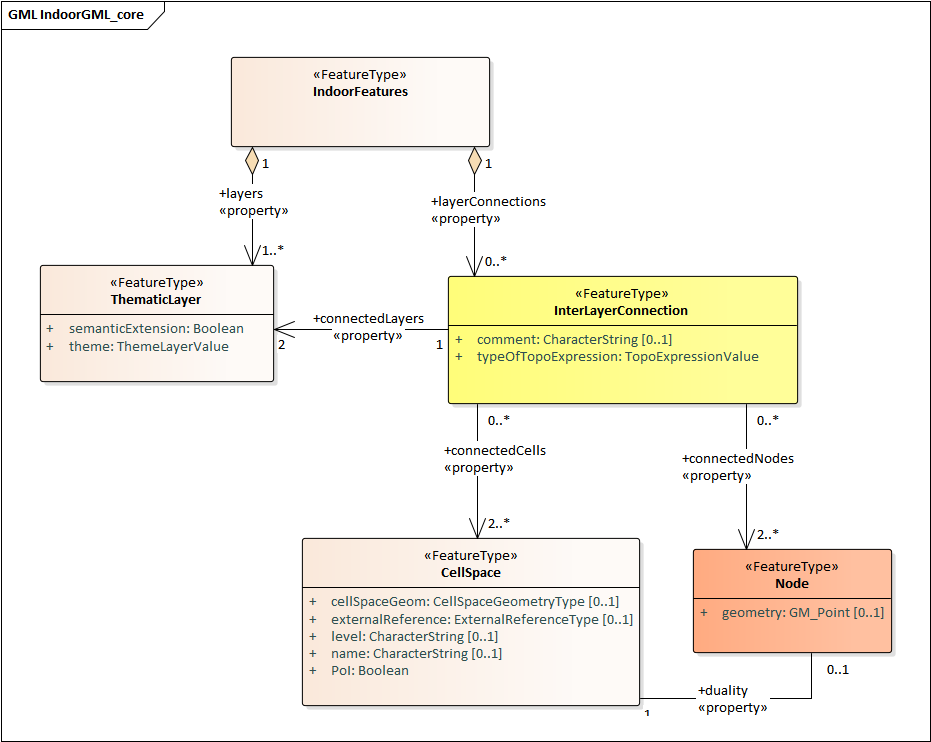 GML IndoorGML_core
«FeatureType»
IndoorFeatures
1
1
+layers
«property»
+layerConnections
«property»
1..*
0..*
«FeatureType»
ThematicLayer
+ semanticExtension: Boolean
+ theme: ThemeLayerValue
«FeatureType»
InterLayerConnection
+ comment: CharacterString [0..1]
+ typeOfTopoExpression: TopoExpressionValue
+connectedLayers
«property»
2
1
0..*
0..*
+connectedCells
«property»
+connectedNodes
«property»
2..*
2..*
«FeatureType»
CellSpace
+ cellSpaceGeom: CellSpaceGeometryType [0..1]
+ externalReference: ExternalReferenceType [0..1]
+ level: CharacterString [0..1]
+ name: CharacterString [0..1]
+ PoI: Boolean
«FeatureType»
Node
+ geometry: GM_Point [0..1]
0..1
+duality
«property»
1